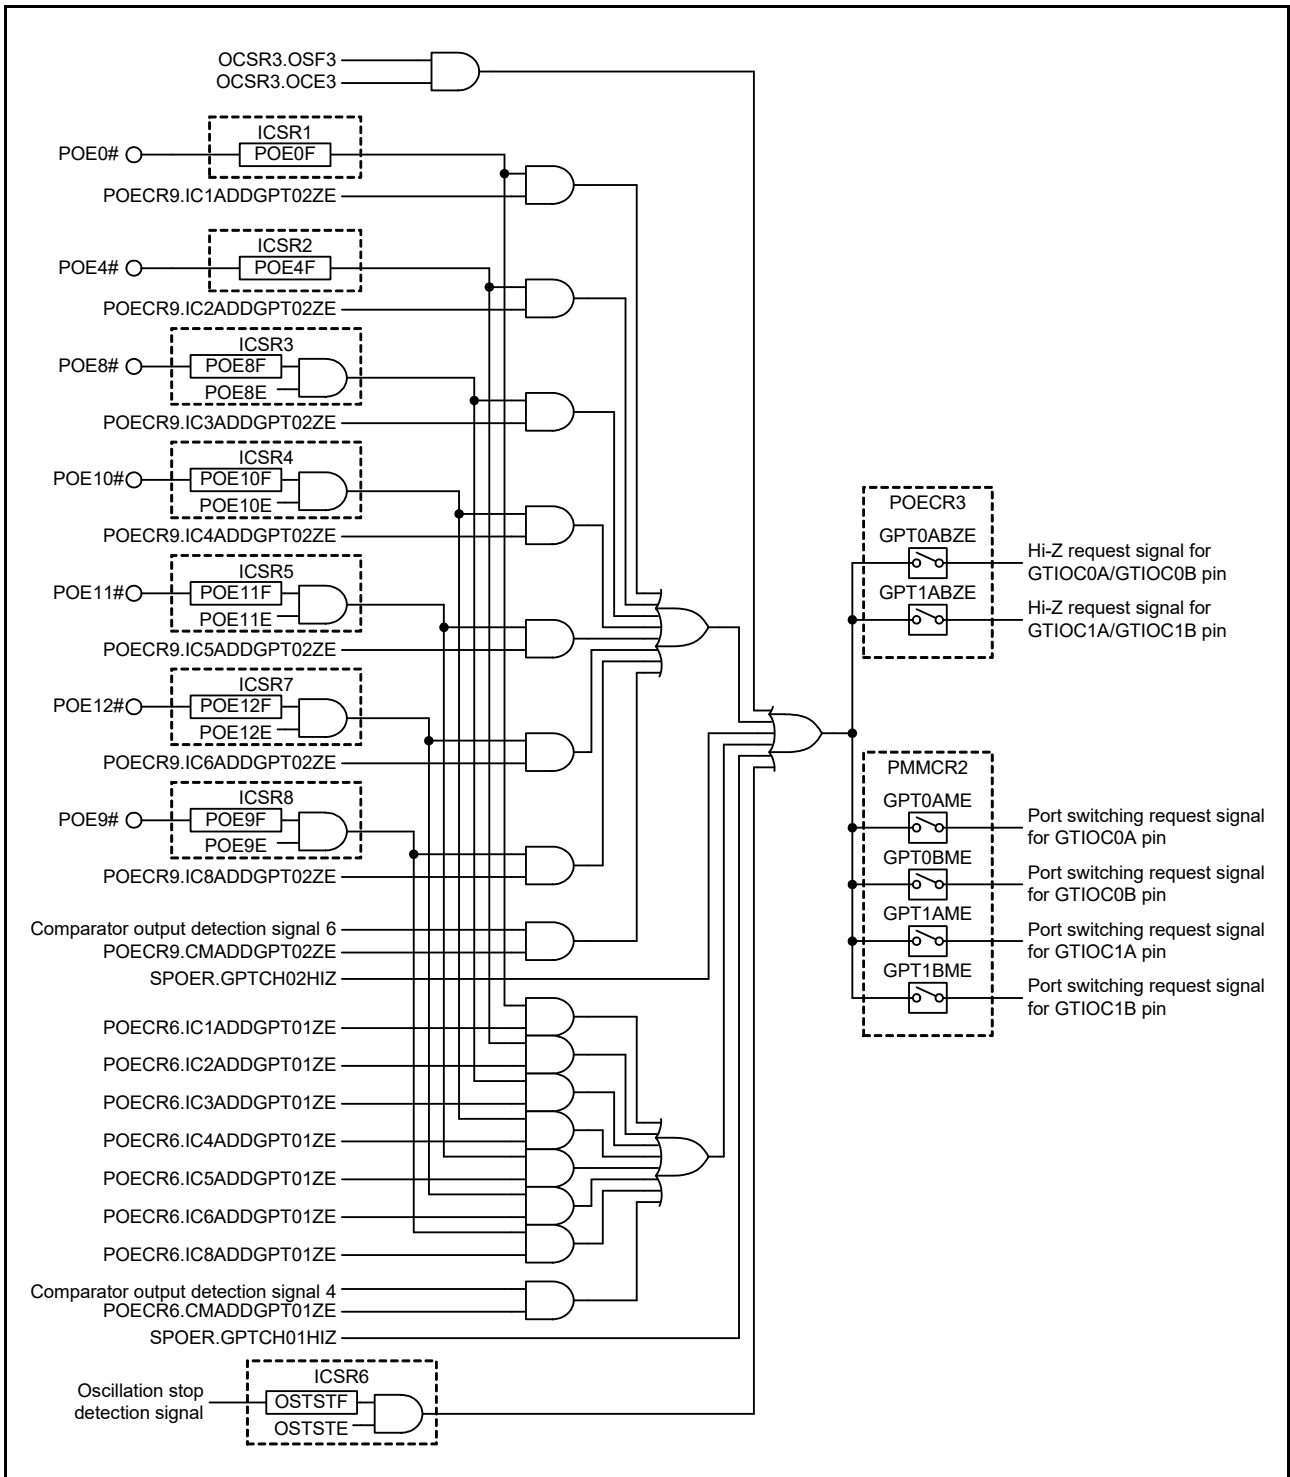 OCSR3.OSF3
OCSR3.OCE3
ICSR1
POE0#
POE0F
POECR9.IC1ADDGPT02ZE
ICSR2
POE4#
POE4F
POECR9.IC2ADDGPT02ZE
ICSR3
POE8#
POE8F
POE8E
POECR9.IC3ADDGPT02ZE
ICSR4
POE10#
POE10F
POE10E
POECR9.IC4ADDGPT02ZE
ICSR5
POE11#
POE11F
POE11E
POECR9.IC5ADDGPT02ZE
ICSR7
POE12#
POE12F
POE12E
POECR9.IC6ADDGPT02ZE
ICSR8
POE9#
POE9F
POE9E
POECR9.IC8ADDGPT02ZE
Comparator output detection signal 6
POECR9.CMADDGPT02ZE
SPOER.GPTCH02HIZ
POECR6.IC1ADDGPT01ZE
POECR6.IC2ADDGPT01ZE
POECR6.IC3ADDGPT01ZE
POECR6.IC4ADDGPT01ZE
POECR6.IC5ADDGPT01ZE
POECR6.IC6ADDGPT01ZE
POECR6.IC8ADDGPT01ZE
Comparator output detection signal 4
POECR6.CMADDGPT01ZE
SPOER.GPTCH01HIZ
ICSR6
Oscillation stop
detection signal
OSTSTF
OSTSTE
POECR3
GPT0ABZE
Hi-Z request signal for
GTIOC0A/GTIOC0B pin
GPT1ABZE
Hi-Z request signal for
GTIOC1A/GTIOC1B pin
PMMCR2
GPT0AME
Port switching request signal
for GTIOC0A pin
GPT0BME
Port switching request signal
for GTIOC0B pin
GPT1AME
Port switching request signal
for GTIOC1A pin
GPT1BME
Port switching request signal
for GTIOC1B pin